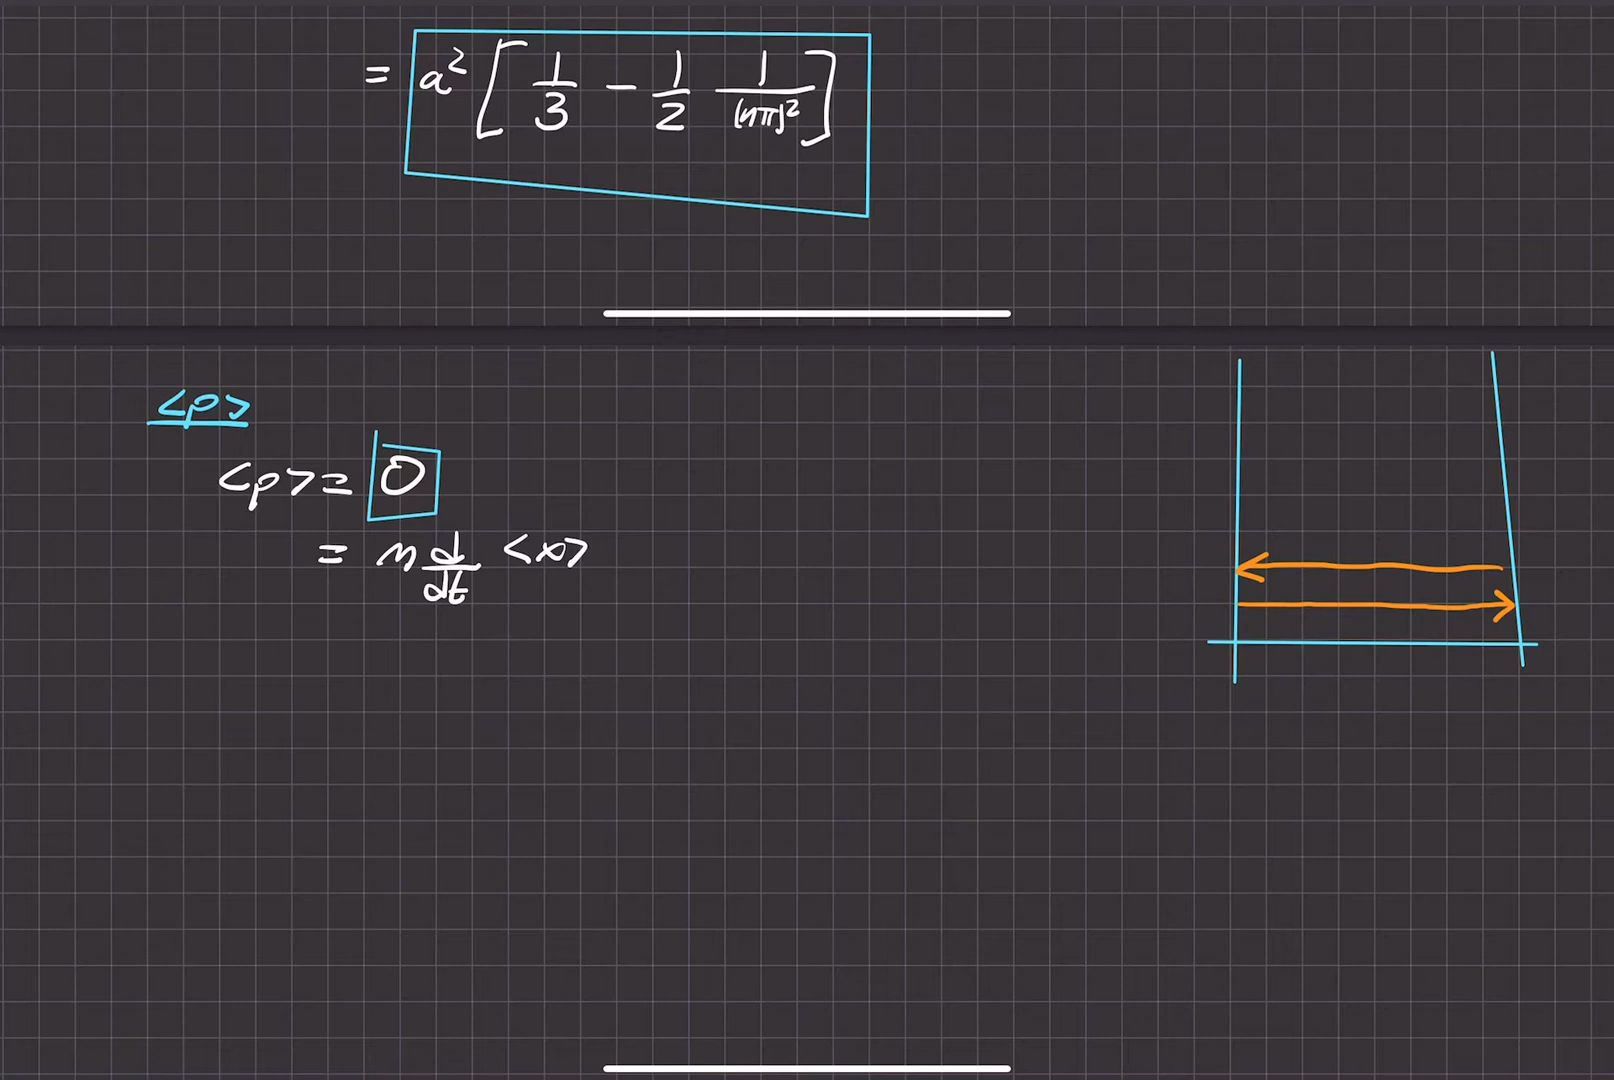 = a² [ 1/3 - 1/2 1/(nπ)² ]
<p>
<p> = 0
= m d/dt <x>